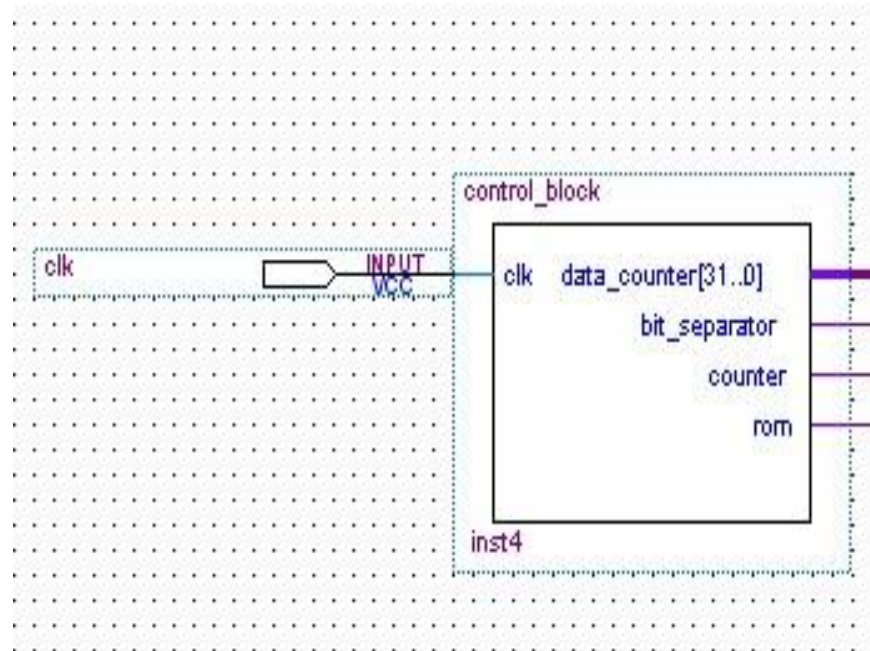 control_block
clk
INPUT
VCC
clk data_counter[31..0]
bit_separator
counter
rom
inst4